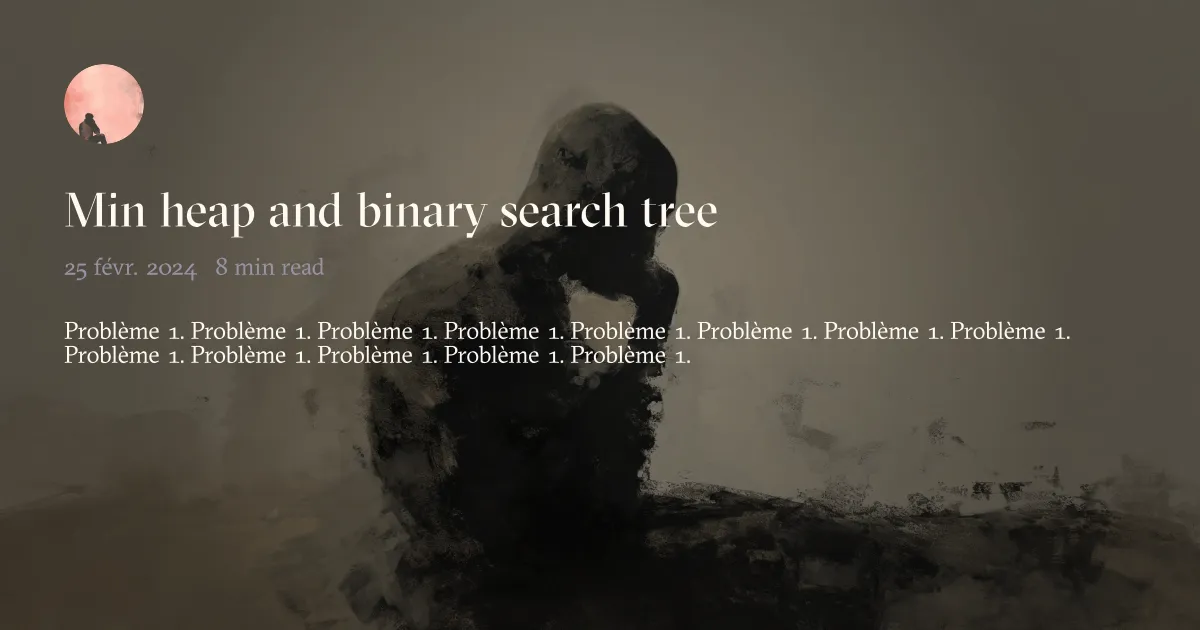 Min heap and binary search tree
25 févr. 2024 8 min read
Problème 1. Problème 1. Problème 1. Problème 1. Problème 1. Problème 1. Problème 1. Problème 1.
Problème 1. Problème 1. Problème 1. Problème 1. Problème 1.